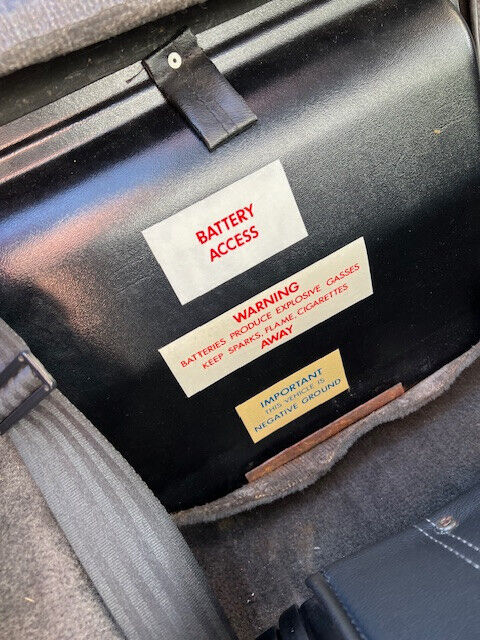 BATTERY
ACCESS
WARNING
BATTERIES PRODUCE EXPLOSIVE GASSES
KEEP SPARKS, FLAME, CIGARETTES
AWAY
IMPORTANT
THIS VEHICLE IS
NEGATIVE GROUND